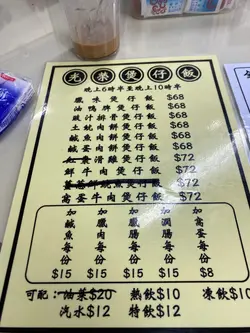 光榮煲仔飯
晚上6時半至晚上10時半
臘味煲仔飯 $68
油鴨髀煲仔飯 $68
豉汁排骨煲仔飯 $68
土魷肉餅煲仔飯 $68
鹹魚肉餅煲仔飯 $68
鹹蛋肉餅煲仔飯 $68
北菇滑雞煲仔飯 $72
鮮牛肉煲仔飯 $72
煲仔飯 $72
窩蛋牛肉煲仔飯 $72
加鹹魚每份 $15
加鹹蛋肉每份 $15
加膶腸每份 $15
加臘腸每份 $15
加窩蛋每份 $8
可配：油菜$20 熱飲$10 凍飲$10
汽水$12 特飲$12